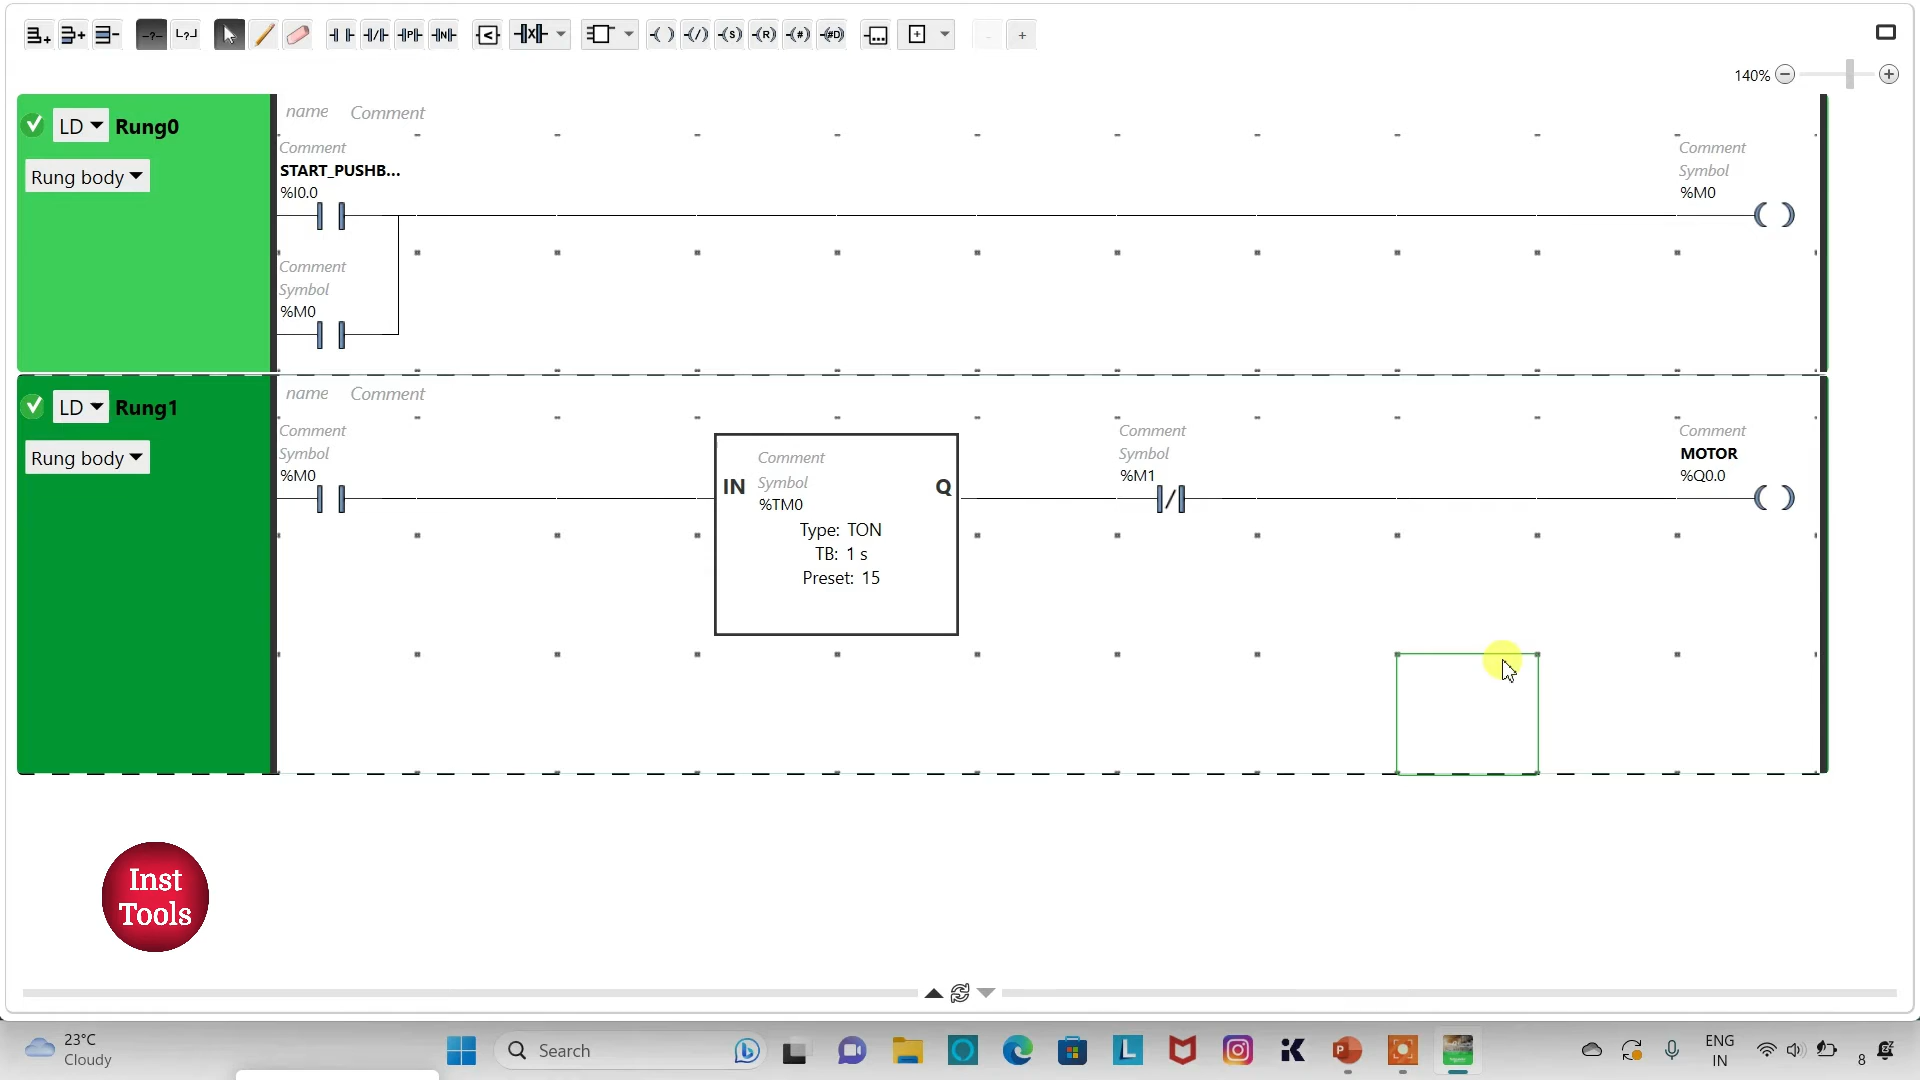 140%
LD Rung0
name Comment
Rung body
Comment
START_PUSHB...
%I0.0
Comment
Symbol
%M0
Comment
Symbol
%M0
LD Rung1
name Comment
Rung body
Comment
Symbol
%M0
IN
Comment
Symbol
%TM0
Q
Type: TON
TB: 1 s
Preset: 15
Comment
Symbol
%M1
Comment
MOTOR
%Q0.0
Inst
Tools
23°C
Cloudy
Search
ENG
IN
8